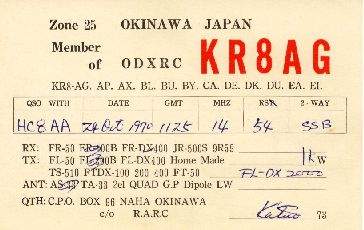 Zone 25 OKINAWA JAPAN
Member
of ODXRC KR8AG
KR8-AG. AP. AX. BL. BU. BY. CA. DE. DK. DU. EA. EI.
QSO WITH DATE GMT MHZ RST 2-WAY
HC8AA 24 Oct 1970 1125 14 54 SSB
RX: FR-50 FR-100B FR-DX400 JR-500S 9R59
TX: FL-50 FL-200B FL-DX400 Home Made 1KW
TS-510 FTDX-100 200 400 FT-50 FL-DX 2000
ANT: TA-33 2el QUAD G.P Dipole LW
QTH: C.P.O. BOX 66 NAHA OKINAWA
c/o R.A.R.C 73